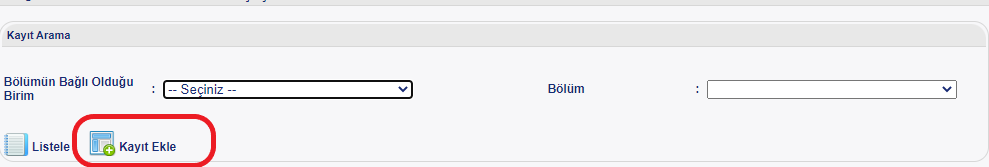 Kayıt Arama
Bölümün Bağlı Olduğu Birim : -- Seçiniz -- Bölüm :
Listele Kayıt Ekle